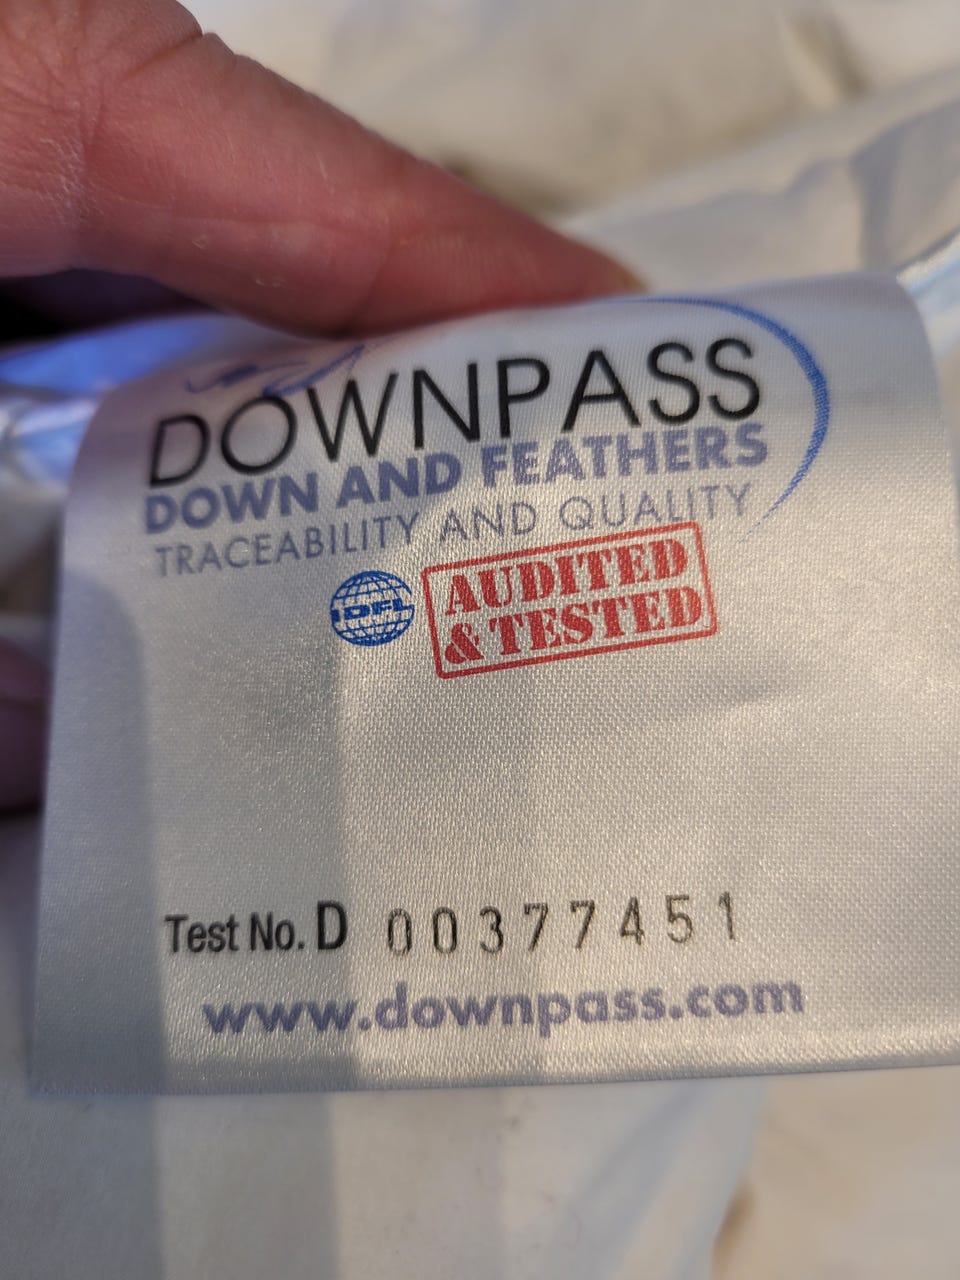 DOWNPASS
DOWN AND FEATHERS
TRACEABILITY AND QUALITY
IDFL
AUDITED
& TESTED
Test No. D 00377451
www.downpass.com